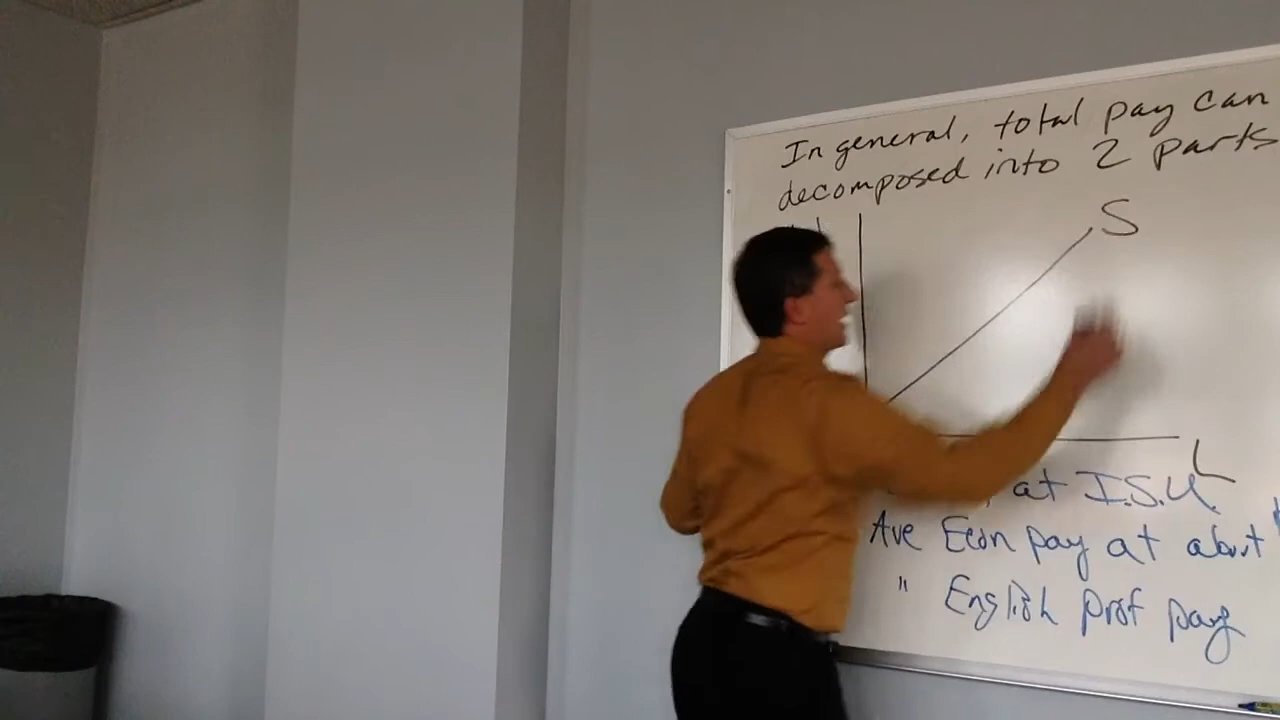 In general, total pay can
decomposed into 2 parts
S
L
at I.S.U.
Ave Econ pay at about
" English prof pay